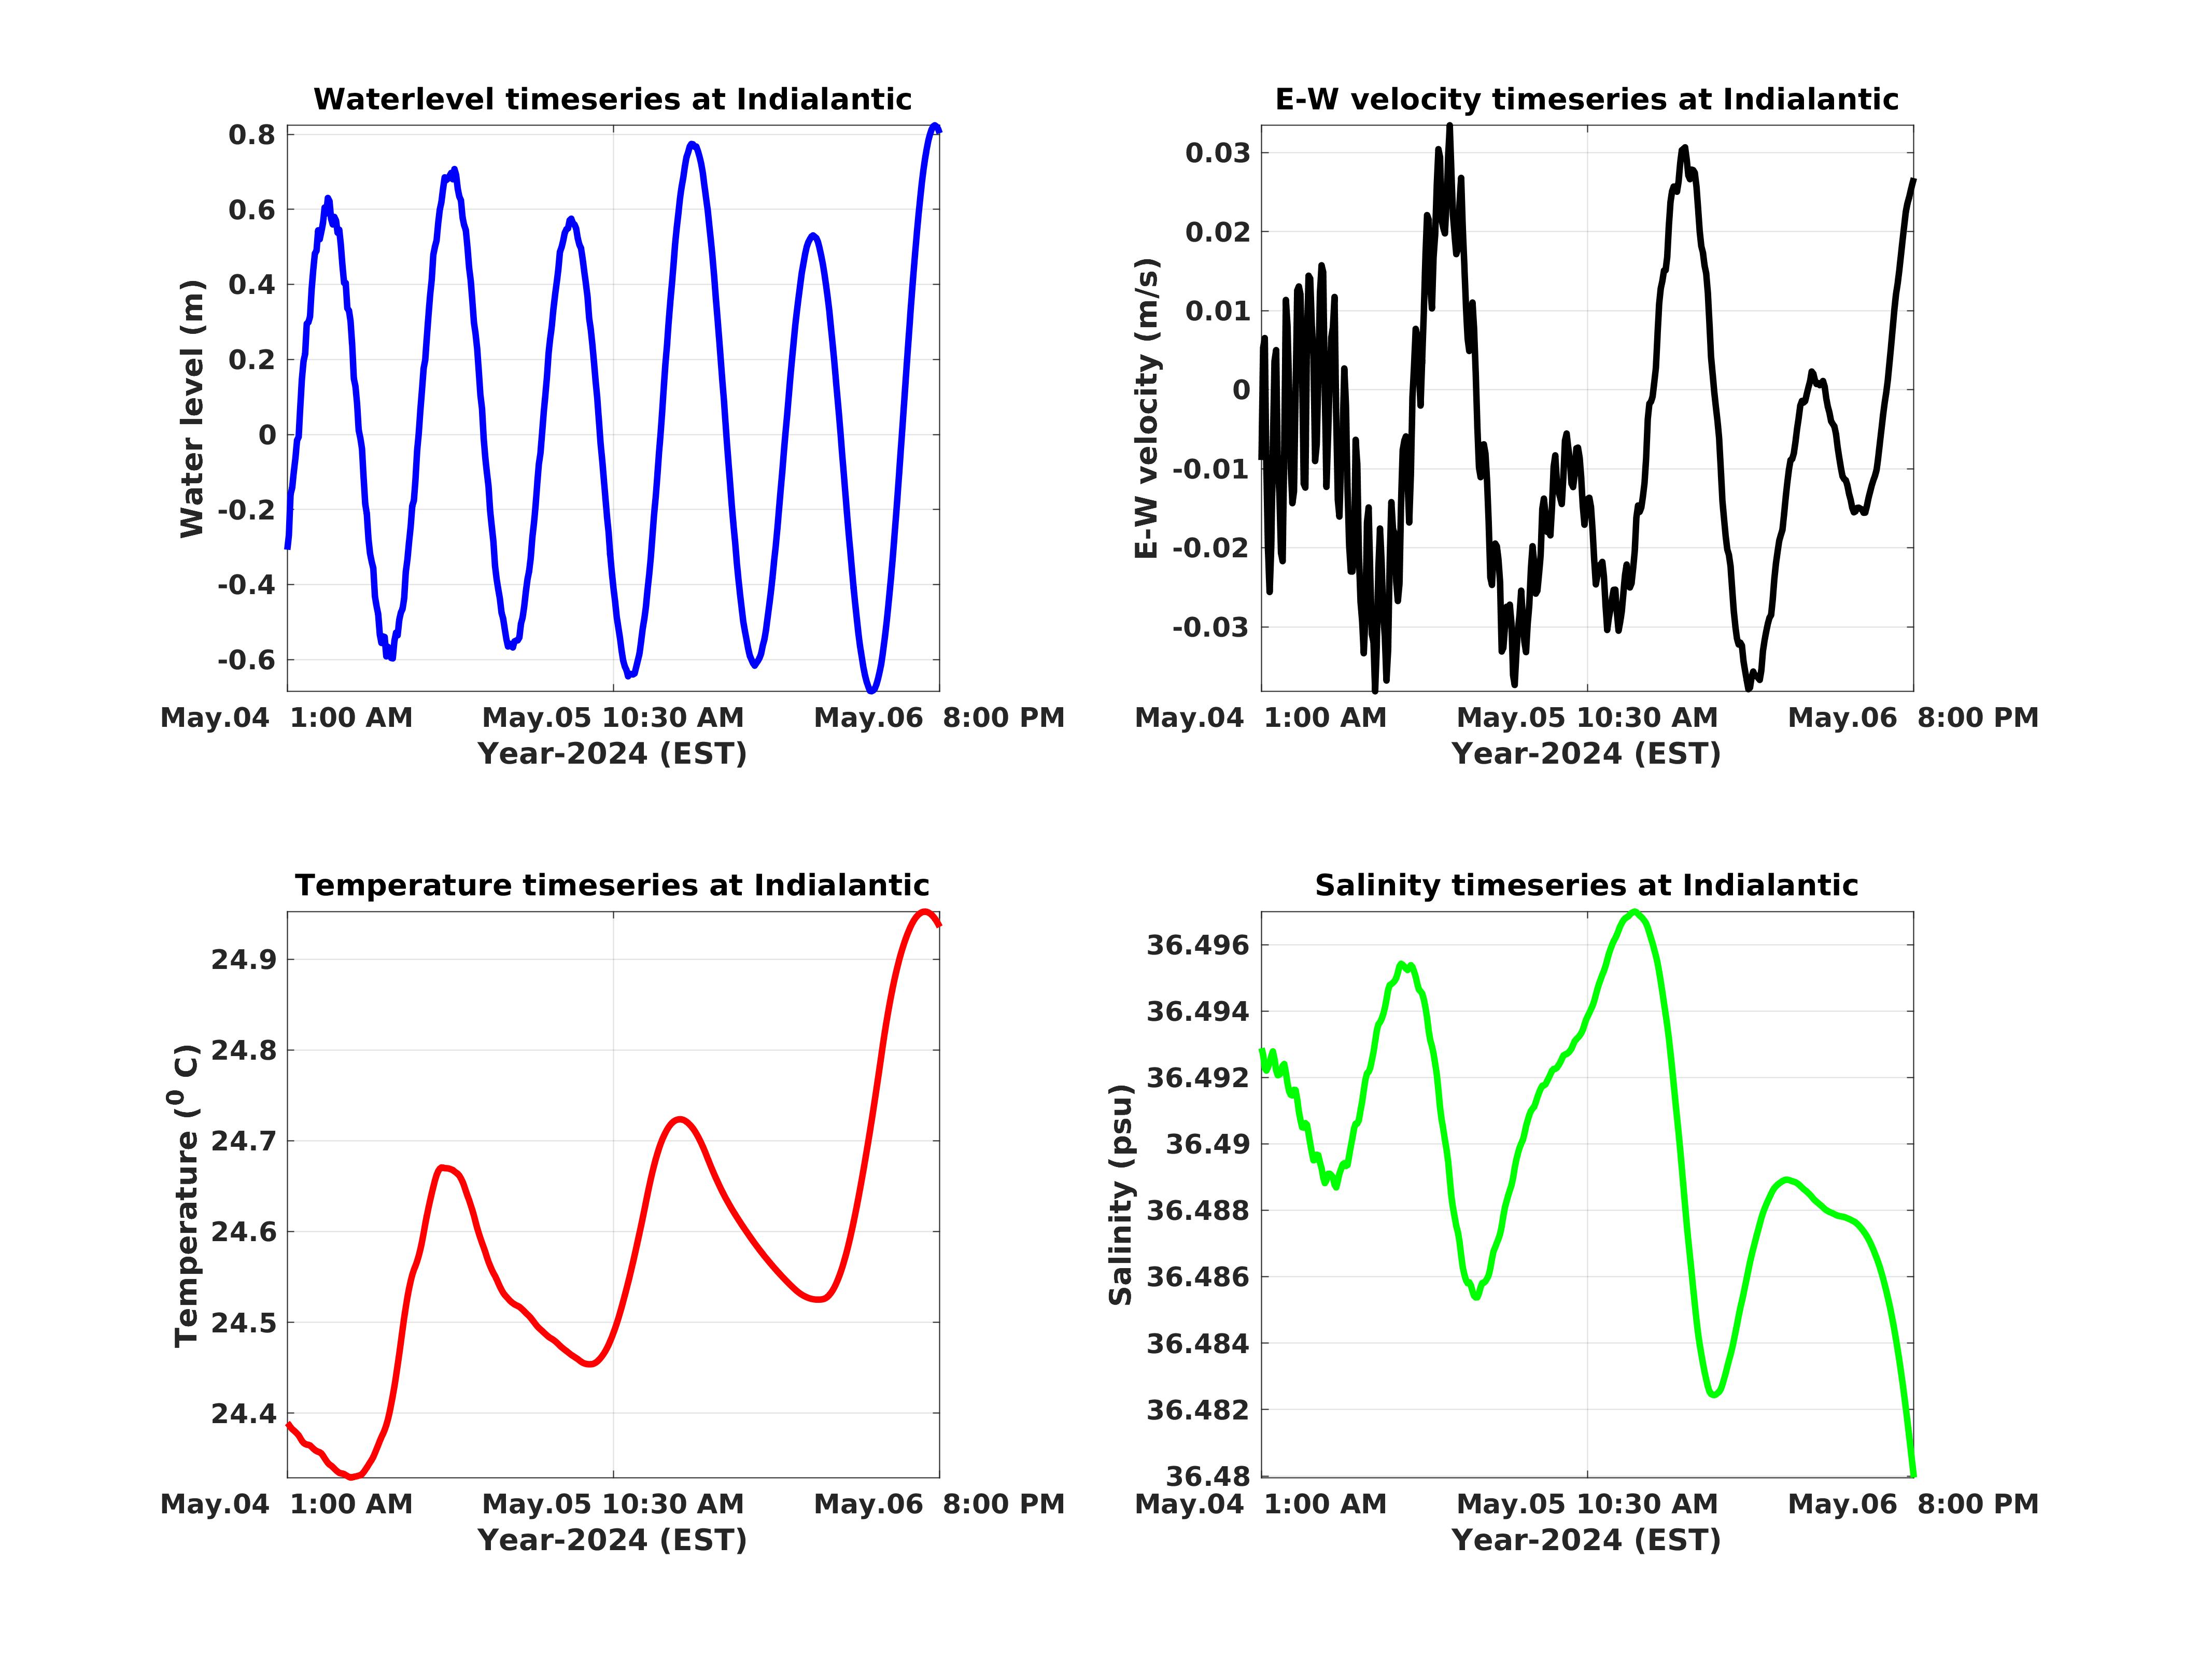 Waterlevel timeseries at Indialantic
0.8
0.6
0.4
0.2
0
-0.2
-0.4
-0.6
Water level (m)
May.04 1:00 AM May.05 10:30 AM May.06 8:00 PM
Year-2024 (EST)
E-W velocity timeseries at Indialantic
0.03
0.02
0.01
0
-0.01
-0.02
-0.03
E-W velocity (m/s)
May.04 1:00 AM May.05 10:30 AM May.06 8:00 PM
Year-2024 (EST)
Temperature timeseries at Indialantic
24.9
24.8
24.7
24.6
24.5
24.4
Temperature (⁰ C)
May.04 1:00 AM May.05 10:30 AM May.06 8:00 PM
Year-2024 (EST)
Salinity timeseries at Indialantic
36.496
36.494
36.492
36.49
36.488
36.486
36.484
36.482
36.48
Salinity (psu)
May.04 1:00 AM May.05 10:30 AM May.06 8:00 PM
Year-2024 (EST)